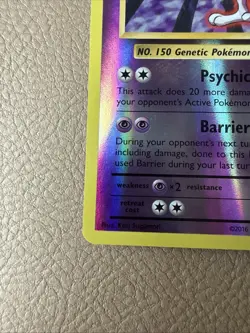 NO. 150 Genetic Pokémon
Psychic
This attack does 20 more dama
your opponent's Active Pokémo
Barrier
During your opponent's next tu
including damage, done to this
used Barrier during your last tur
weakness ×2 resistance
retreat
cost
©2016